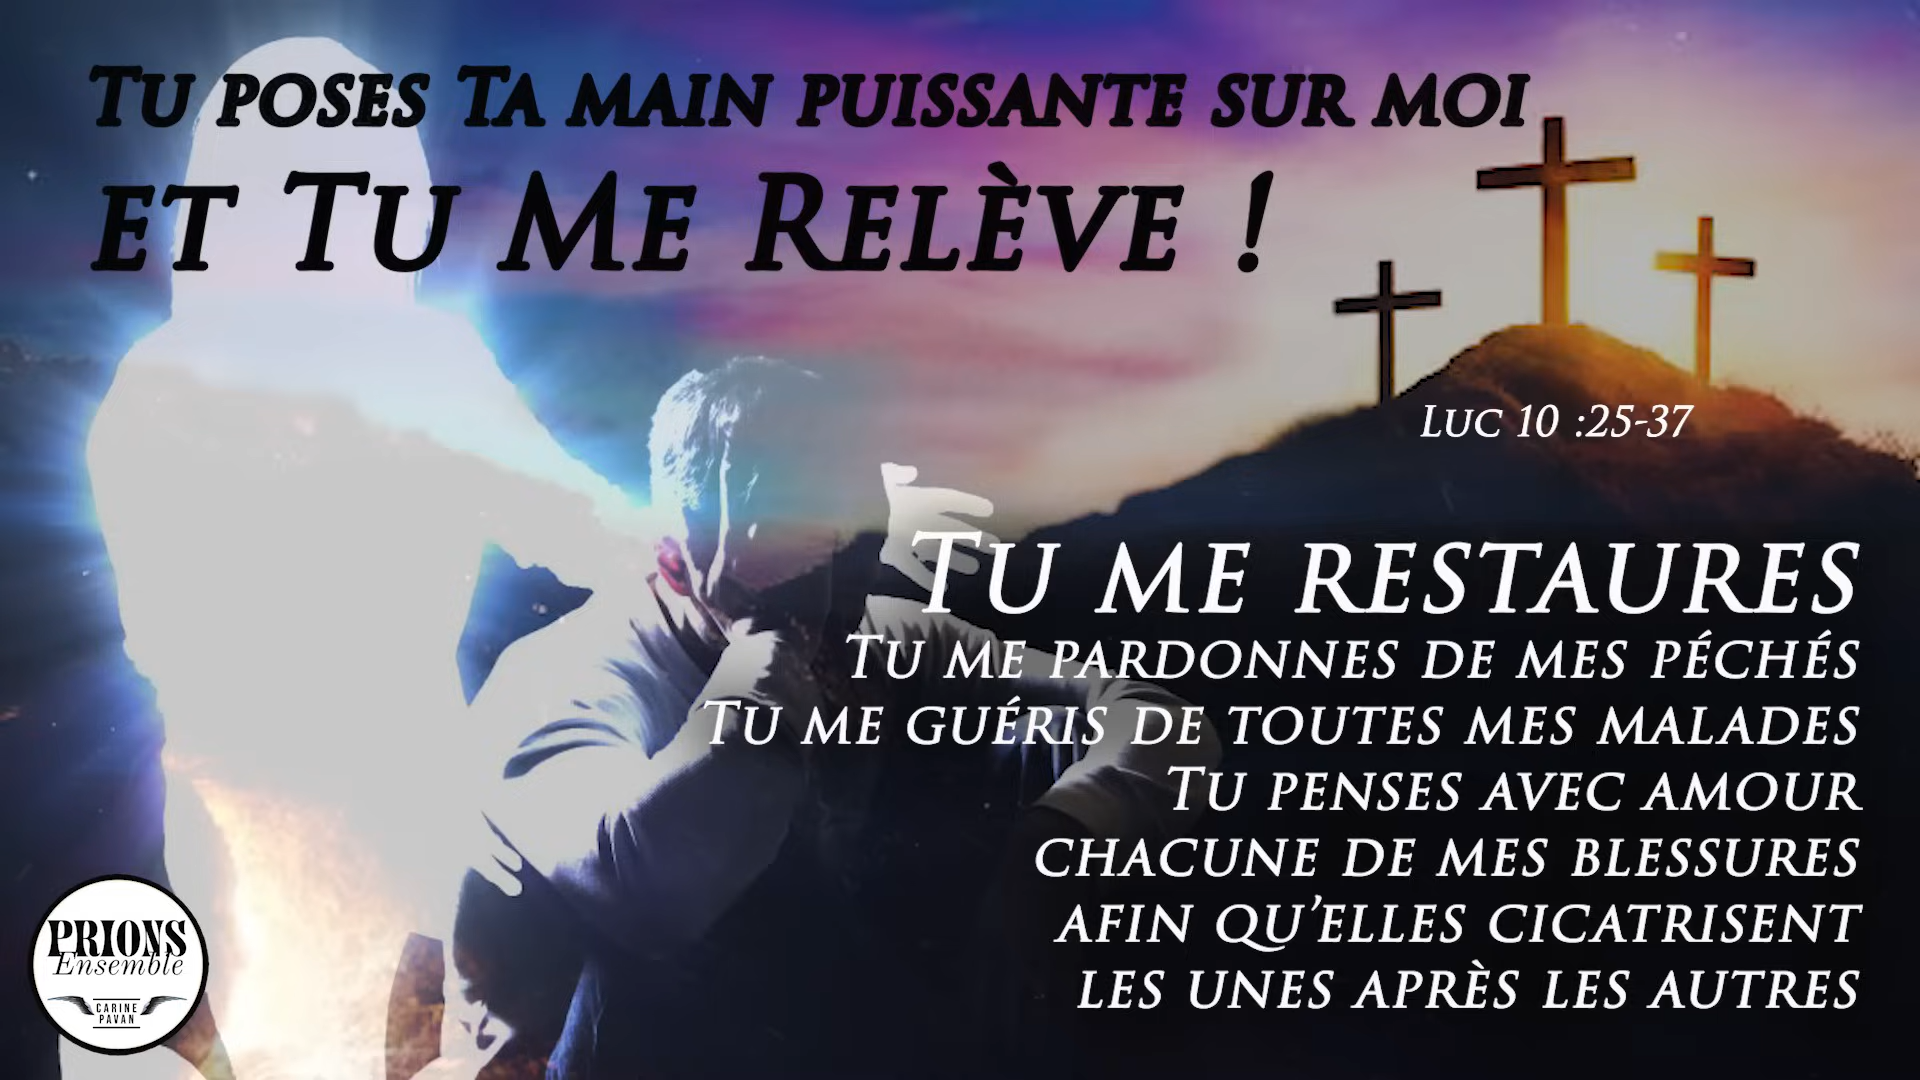 Tu poses Ta main puissante sur moi
et Tu Me Relève !
Luc 10 :25-37
Tu me restaures
Tu me pardonnes de mes péchés
Tu me guéris de toutes mes malades
Tu penses avec amour
chacune de mes blessures
afin qu’elles cicatrisent
les unes après les autres
PRIONS
Ensemble
CARINE
PAVAN